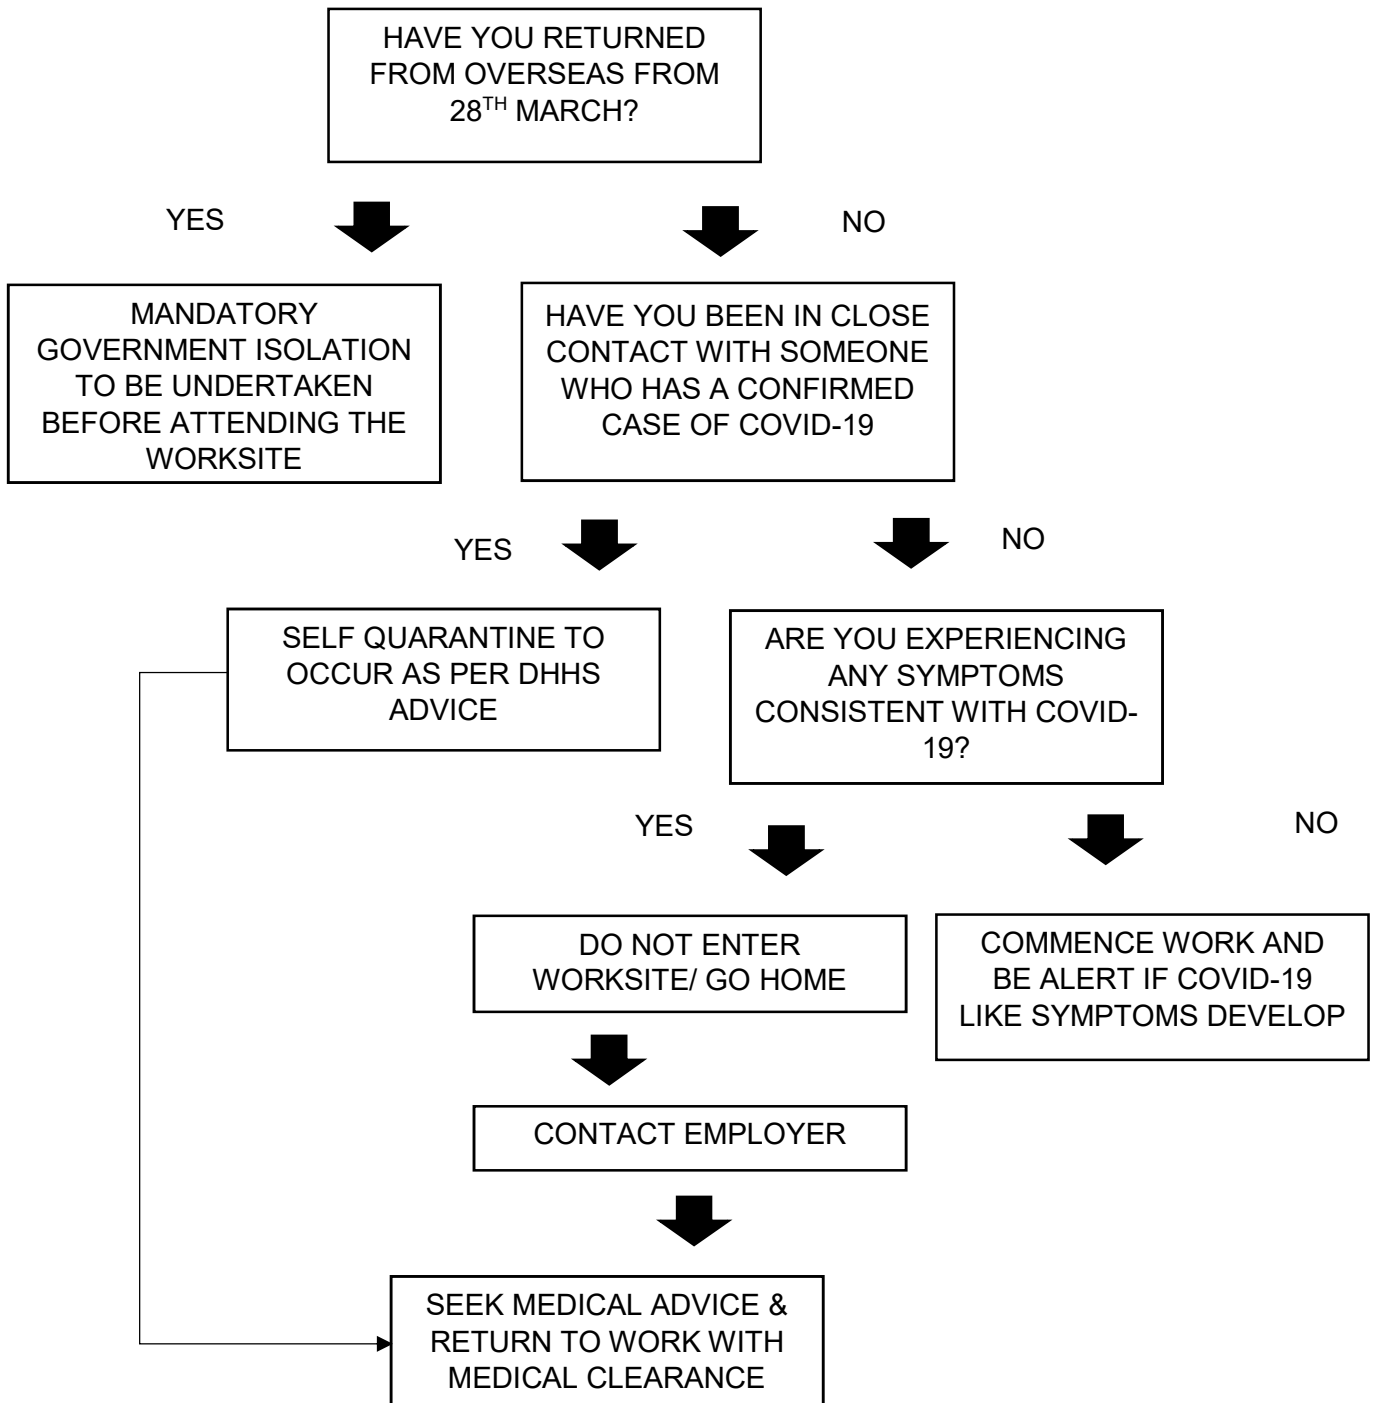 HAVE YOU RETURNED
FROM OVERSEAS FROM
28TH MARCH?
YES
NO
MANDATORY
GOVERNMENT ISOLATION
TO BE UNDERTAKEN
BEFORE ATTENDING THE
WORKSITE
HAVE YOU BEEN IN CLOSE
CONTACT WITH SOMEONE
WHO HAS A CONFIRMED
CASE OF COVID-19
YES
NO
SELF QUARANTINE TO
OCCUR AS PER DHHS
ADVICE
ARE YOU EXPERIENCING
ANY SYMPTOMS
CONSISTENT WITH COVID-
19?
YES
NO
DO NOT ENTER
WORKSITE/ GO HOME
COMMENCE WORK AND
BE ALERT IF COVID-19
LIKE SYMPTOMS DEVELOP
CONTACT EMPLOYER
SEEK MEDICAL ADVICE &
RETURN TO WORK WITH
MEDICAL CLEARANCE